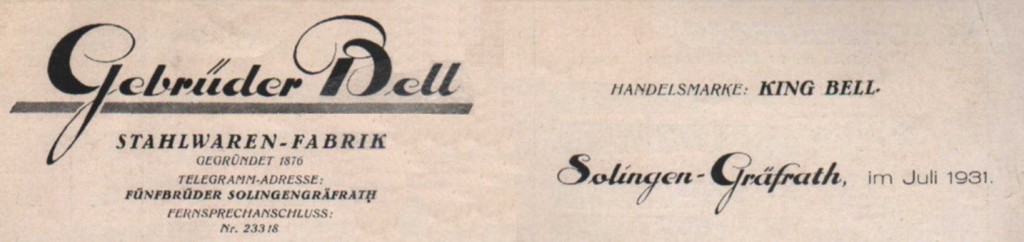 Gebrüder Bell
STAHLWAREN-FABRIK
GEGRÜNDET 1876
TELEGRAMM-ADRESSE:
FÜNFBRÜDER SOLINGENGRÄFRATH
FERNSPRECHANSCHLUSS:
Nr. 23318
HANDELSMARKE: KING BELL.
Solingen-Gräfrath, im Juli 1931.